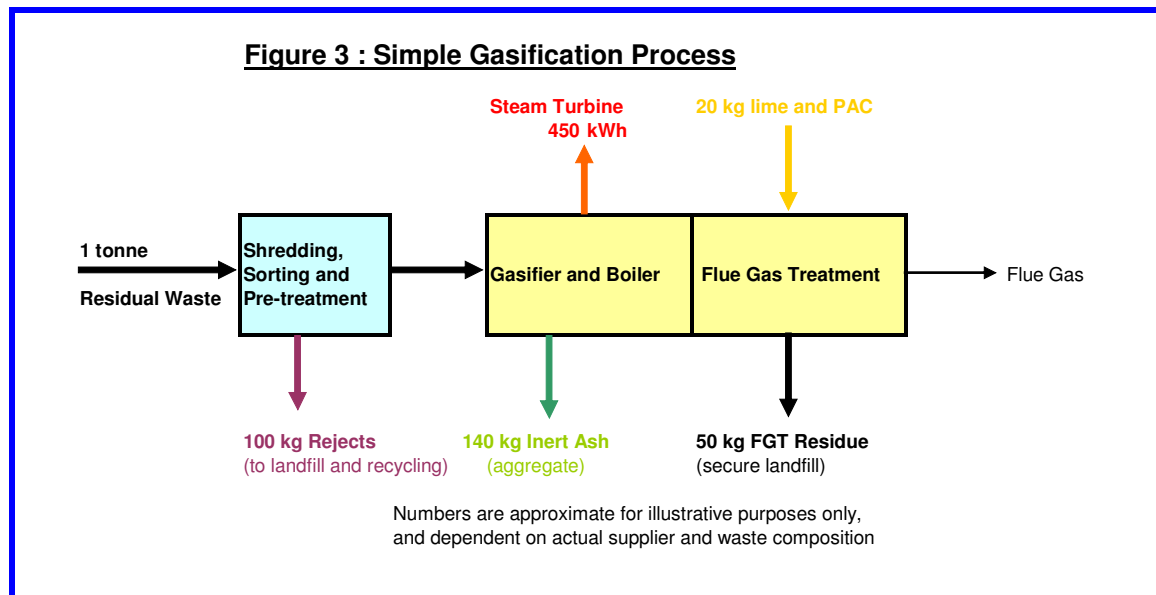 Figure 3 : Simple Gasification Process
Steam Turbine
450 kWh
20 kg lime and PAC
1 tonne
Residual Waste
Shredding,
Sorting and
Pre-treatment
Gasifier and Boiler
Flue Gas Treatment
Flue Gas
100 kg Rejects
(to landfill and recycling)
140 kg Inert Ash
(aggregate)
50 kg FGT Residue
(secure landfill)
Numbers are approximate for illustrative purposes only,
and dependent on actual supplier and waste composition